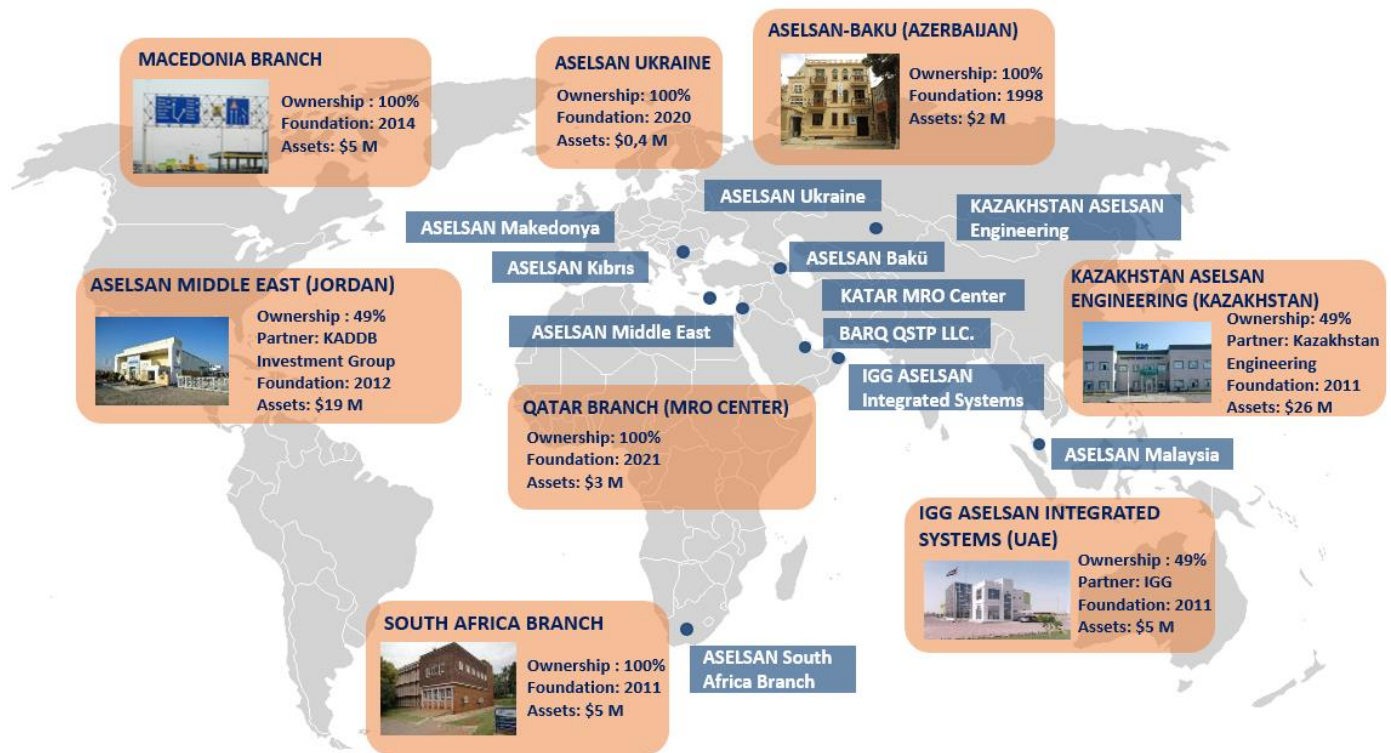 MACEDONIA BRANCH
Ownership : 100%
Foundation: 2014
Assets: $5 M
ASELSAN UKRAINE
Ownership: 100%
Foundation: 2020
Assets: $0,4 M
ASELSAN-BAKU (AZERBAIJAN)
Ownership: 100%
Foundation: 1998
Assets: $2 M
ASELSAN Ukraine
KAZAKHSTAN ASELSAN
Engineering
ASELSAN Makedonya
ASELSAN Kıbrıs
ASELSAN Bakü
ASELSAN MIDDLE EAST (JORDAN)
Ownership : 49%
Partner: KADDB
Investment Group
Foundation: 2012
Assets: $19 M
KATAR MRO Center
ASELSAN Middle East
BARQ QSTP LLC.
IGG ASELSAN
Integrated Systems
KAZAKHSTAN ASELSAN
ENGINEERING (KAZAKHSTAN)
kae
Ownership: 49%
Partner: Kazakhstan
Engineering
Foundation: 2011
Assets: $26 M
QATAR BRANCH (MRO CENTER)
Ownership: 100%
Foundation: 2021
Assets: $3 M
ASELSAN Malaysia
IGG ASELSAN INTEGRATED
SYSTEMS (UAE)
Ownership : 49%
Partner: IGG
Foundation: 2011
Assets: $5 M
SOUTH AFRICA BRANCH
Ownership : 100%
Foundation: 2011
Assets: $5 M
ASELSAN South
Africa Branch